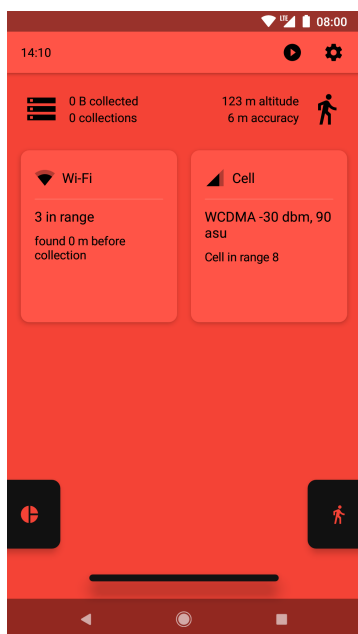 LTE 08:00
14:10
0 B collected
0 collections
123 m altitude
6 m accuracy
Wi-Fi
3 in range
found 0 m before
collection
Cell
WCDMA -30 dbm, 90
asu
Cell in range 8